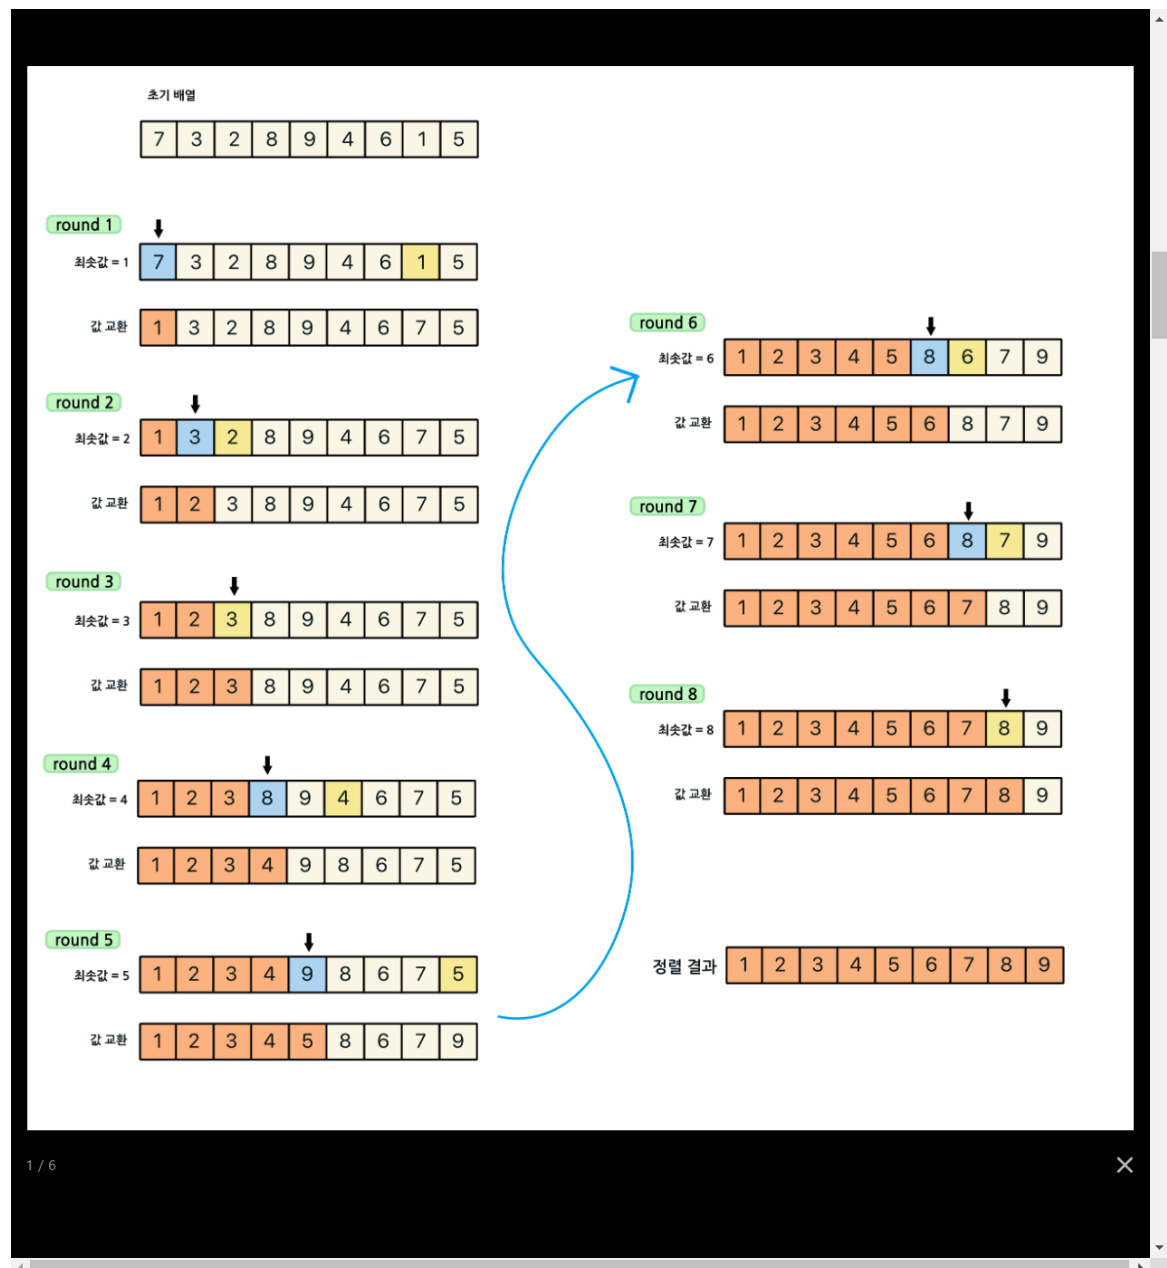 초기 배열
7 3 2 8 9 4 6 1 5
round 1
최솟값 = 1 7 3 2 8 9 4 6 1 5
값 교환 1 3 2 8 9 4 6 7 5
round 2
최솟값 = 2 1 3 2 8 9 4 6 7 5
값 교환 1 2 3 8 9 4 6 7 5
round 3
최솟값 = 3 1 2 3 8 9 4 6 7 5
값 교환 1 2 3 8 9 4 6 7 5
round 4
최솟값 = 4 1 2 3 8 9 4 6 7 5
값 교환 1 2 3 4 9 8 6 7 5
round 5
최솟값 = 5 1 2 3 4 9 8 6 7 5
값 교환 1 2 3 4 5 8 6 7 9
round 6
최솟값 = 6 1 2 3 4 5 8 6 7 9
값 교환 1 2 3 4 5 6 8 7 9
round 7
최솟값 = 7 1 2 3 4 5 6 8 7 9
값 교환 1 2 3 4 5 6 7 8 9
round 8
최솟값 = 8 1 2 3 4 5 6 7 8 9
값 교환 1 2 3 4 5 6 7 8 9
정렬 결과 1 2 3 4 5 6 7 8 9
1 / 6